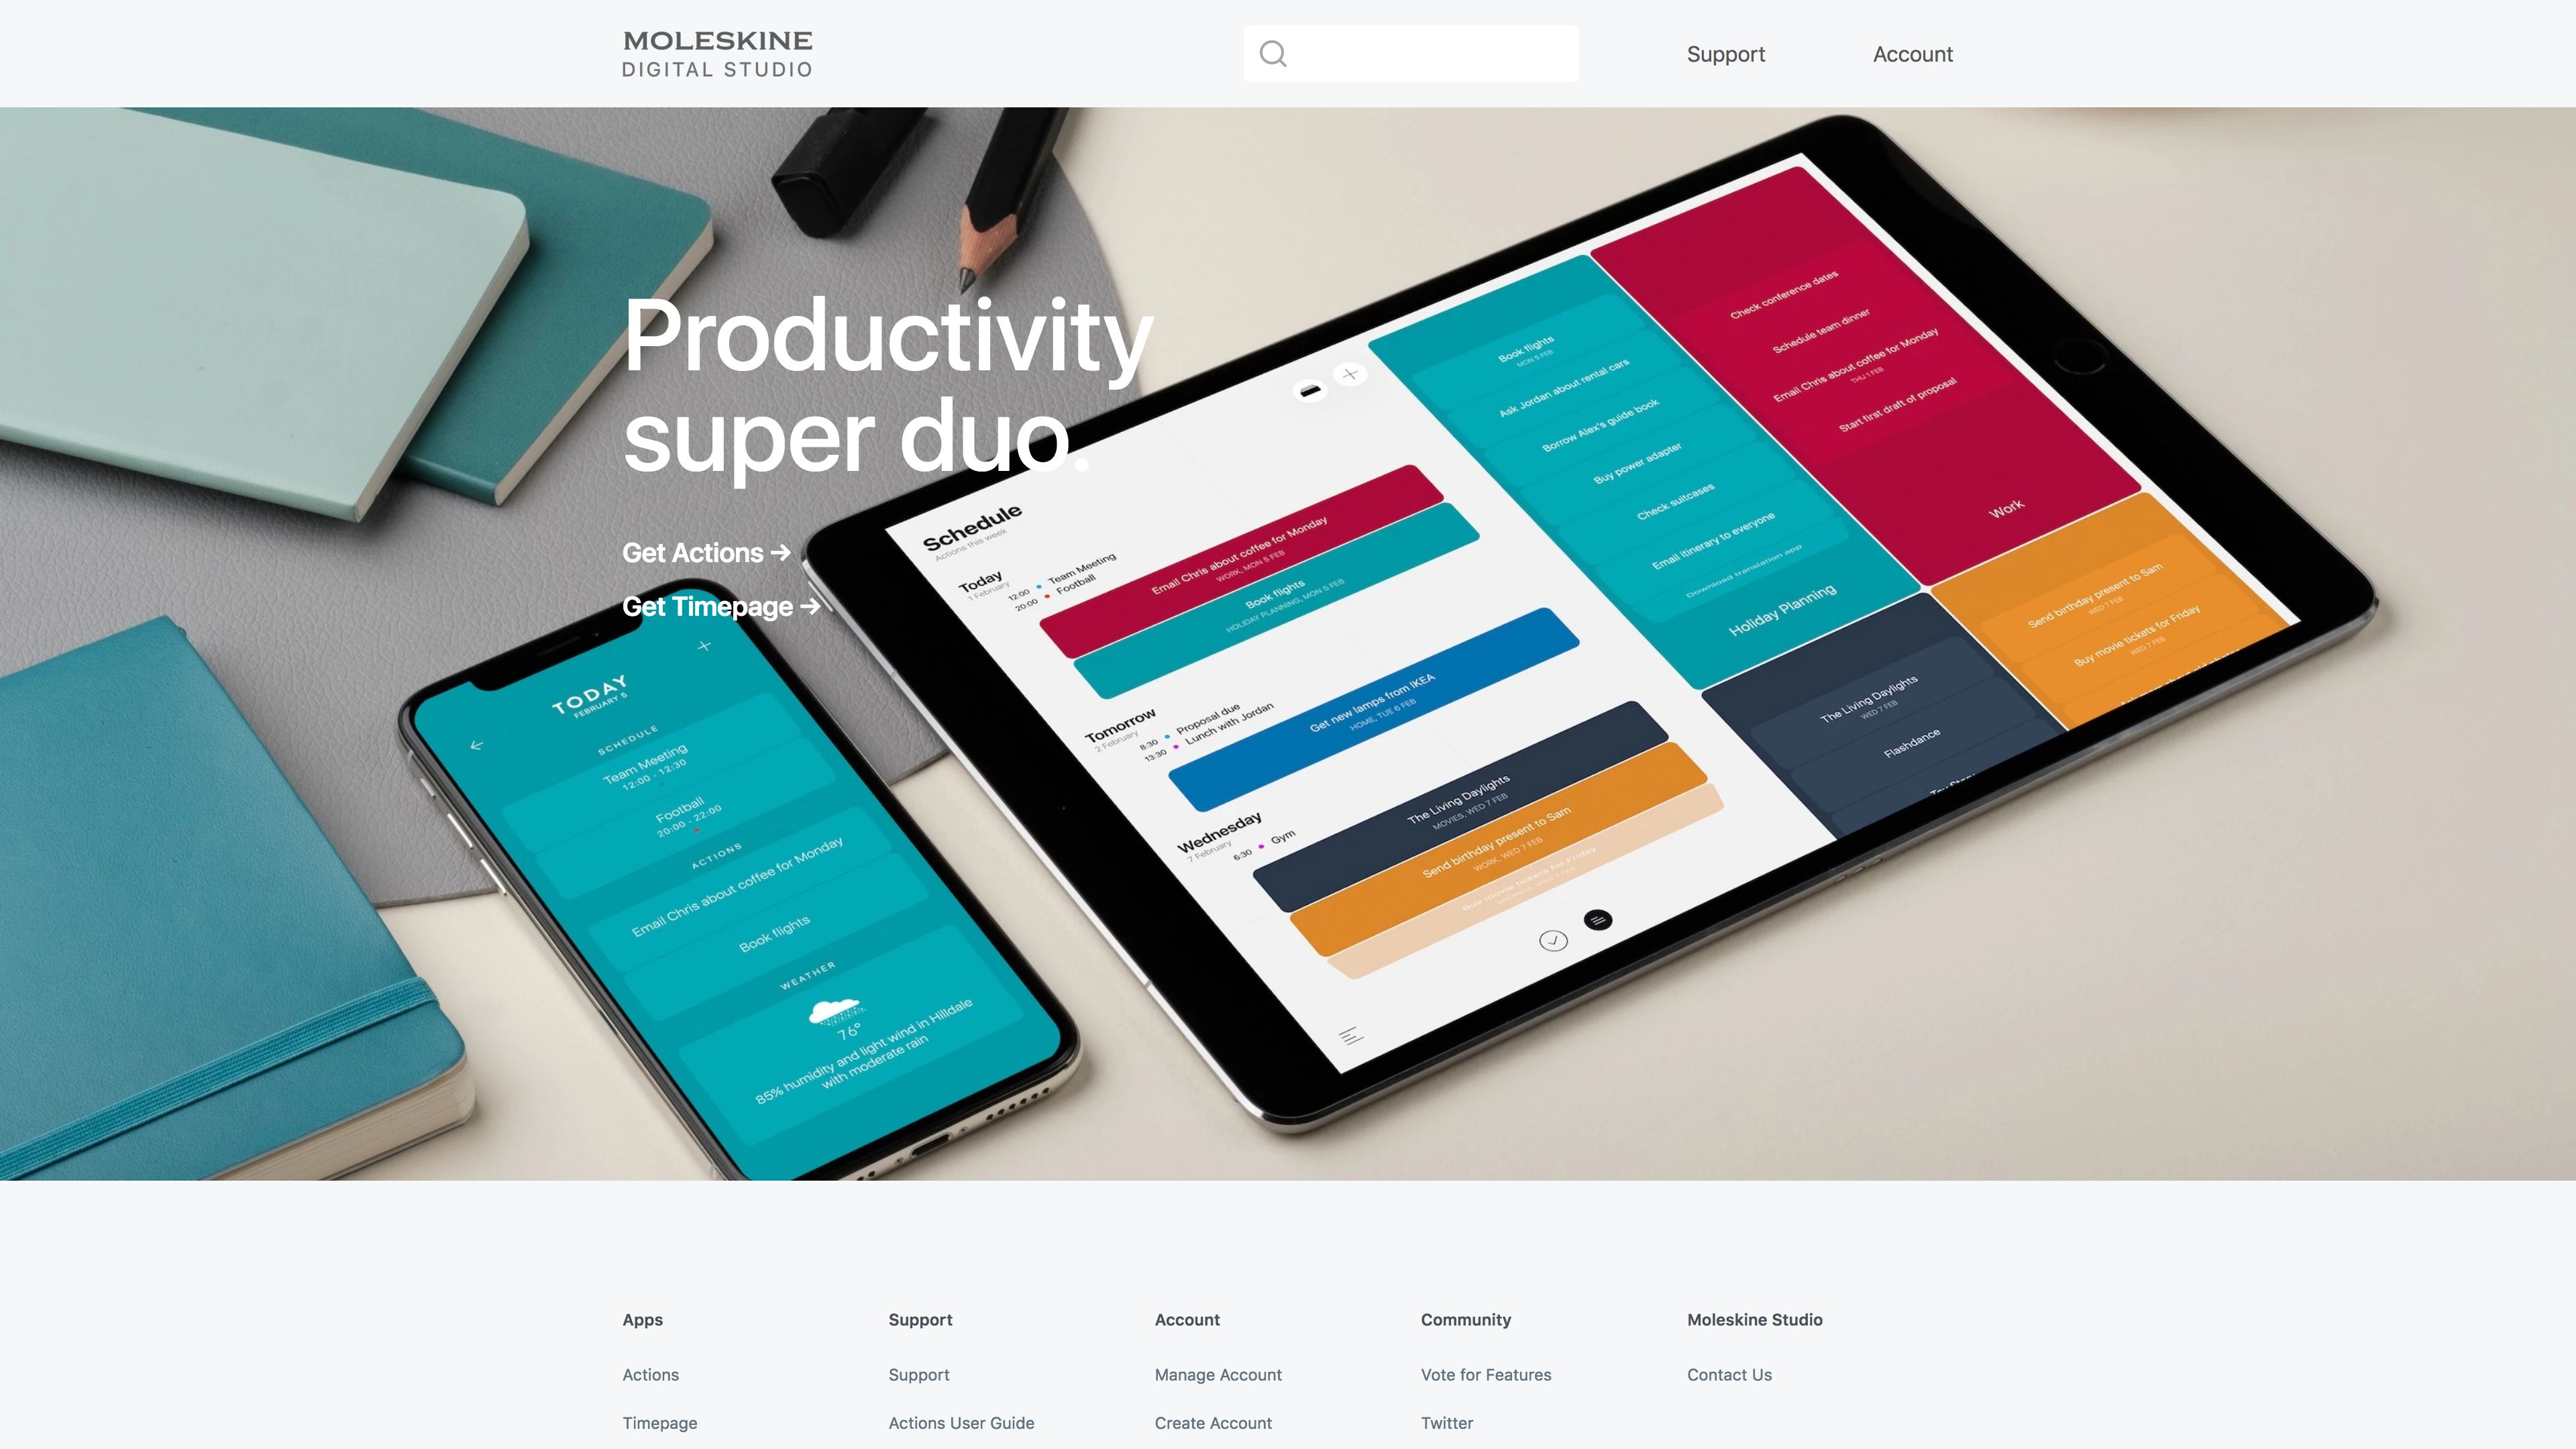 MOLESKINE
DIGITAL STUDIO
Support
Account
Productivity
super duo.
Get Actions →
Get Timepage →
TODAY
FEBRUARY 5
SCHEDULE
Team Meeting
12:00 - 12:30
Football
20:00 - 22:00
ACTIONS
Email Chris about coffee for Monday
Book flights
WEATHER
76°
85% humidity and light wind in Hilldale
with moderate rain
Schedule
Actions this week
Today
1 February
12:00 Team Meeting
20:00 Football
Email Chris about coffee for Monday
WORK, MON 5 FEB
Book flights
HOLIDAY PLANNING, MON 5 FEB
Tomorrow
2 February
8:30 Proposal due
13:30 Lunch with Jordan
Get new lamps from IKEA
HOME, TUE 6 FEB
Wednesday
7 February
6:30 Gym
The Living Daylights
MOVIES, WED 7 FEB
Send birthday present to Sam
WORK, WED 7 FEB
Buy movie tickets for Friday
Book flights
MON 5 FEB
Ask Jordan about rental cars
Borrow Alex's guide book
Buy power adapter
Check suitcases
Email itinerary to everyone
Download translation app
Holiday Planning
Check conference dates
Schedule team dinner
Email Chris about coffee for Monday
THU 1 FEB
Start first draft of proposal
Work
The Living Daylights
WED 7 FEB
Flashdance
Send birthday present to Sam
WED 7 FEB
Buy movie tickets for Friday
WED 7 FEB
Apps
Actions
Timepage
Support
Support
Actions User Guide
Account
Manage Account
Create Account
Community
Vote for Features
Twitter
Moleskine Studio
Contact Us